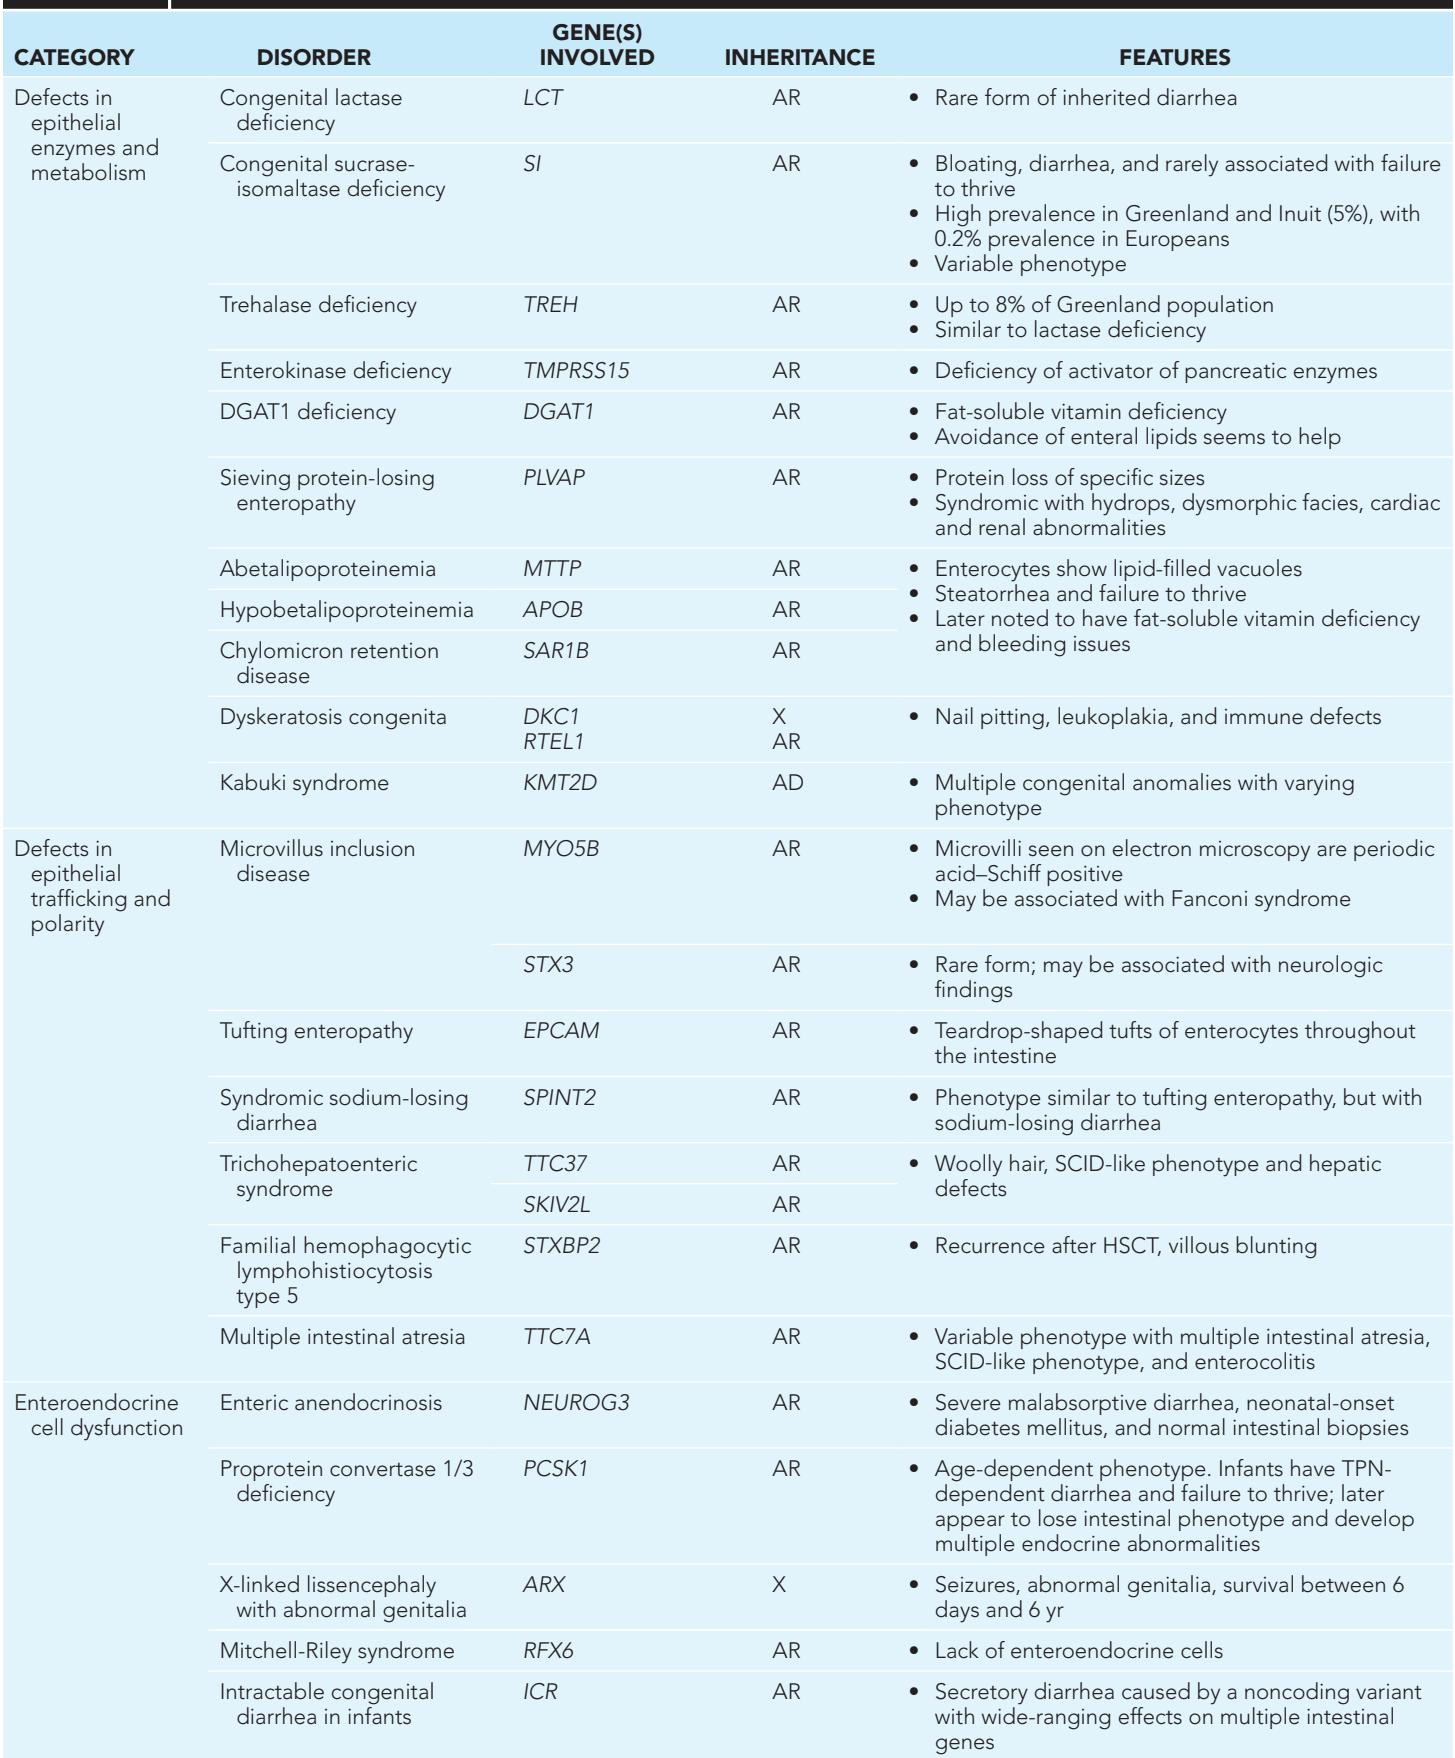 CATEGORY DISORDER GENE(S) INVOLVED INHERITANCE FEATURES
Defects in
epithelial
enzymes and
metabolism
Congenital lactase
deficiency
LCT
AR
• Rare form of inherited diarrhea
Congenital sucrase-
isomaltase deficiency
SI
AR
• Bloating, diarrhea, and rarely associated with failure
to thrive
• High prevalence in Greenland and Inuit (5%), with
0.2% prevalence in Europeans
• Variable phenotype
Trehalase deficiency
TREH
AR
• Up to 8% of Greenland population
• Similar to lactase deficiency
Enterokinase deficiency
TMPRSS15
AR
• Deficiency of activator of pancreatic enzymes
DGAT1 deficiency
DGAT1
AR
• Fat-soluble vitamin deficiency
• Avoidance of enteral lipids seems to help
Sieving protein-losing
enteropathy
PLVAP
AR
• Protein loss of specific sizes
• Syndromic with hydrops, dysmorphic facies, cardiac
and renal abnormalities
Abetalipoproteinemia
MTTP
AR
• Enterocytes show lipid-filled vacuoles
• Steatorrhea and failure to thrive
• Later noted to have fat-soluble vitamin deficiency
and bleeding issues
Hypobetalipoproteinemia
APOB
AR
Chylomicron retention
disease
SAR1B
AR
Dyskeratosis congenita
DKC1
X
RTEL1
AR
• Nail pitting, leukoplakia, and immune defects
Kabuki syndrome
KMT2D
AD
• Multiple congenital anomalies with varying
phenotype
Defects in
epithelial
trafficking and
polarity
Microvillus inclusion
disease
MYO5B
AR
• Microvilli seen on electron microscopy are periodic
acid–Schiff positive
• May be associated with Fanconi syndrome
STX3
AR
• Rare form; may be associated with neurologic
findings
Tufting enteropathy
EPCAM
AR
• Teardrop-shaped tufts of enterocytes throughout
the intestine
Syndromic sodium-losing
diarrhea
SPINT2
AR
• Phenotype similar to tufting enteropathy, but with
sodium-losing diarrhea
Trichohepatoenteric
syndrome
TTC37
AR
• Woolly hair, SCID-like phenotype and hepatic
defects
SKIV2L
AR
Familial hemophagocytic
lymphohistiocytosis
type 5
STXBP2
AR
• Recurrence after HSCT, villous blunting
Multiple intestinal atresia
TTC7A
AR
• Variable phenotype with multiple intestinal atresia,
SCID-like phenotype, and enterocolitis
Enteroendocrine
cell dysfunction
Enteric anendocrinosis
NEUROG3
AR
• Severe malabsorptive diarrhea, neonatal-onset
diabetes mellitus, and normal intestinal biopsies
Proprotein convertase 1/3
deficiency
PCSK1
AR
• Age-dependent phenotype. Infants have TPN-
dependent diarrhea and failure to thrive; later
appear to lose intestinal phenotype and develop
multiple endocrine abnormalities
X-linked lissencephaly
with abnormal genitalia
ARX
X
• Seizures, abnormal genitalia, survival between 6
days and 6 yr
Mitchell-Riley syndrome
RFX6
AR
• Lack of enteroendocrine cells
Intractable congenital
diarrhea in infants
ICR
AR
• Secretory diarrhea caused by a noncoding variant
with wide-ranging effects on multiple intestinal
genes